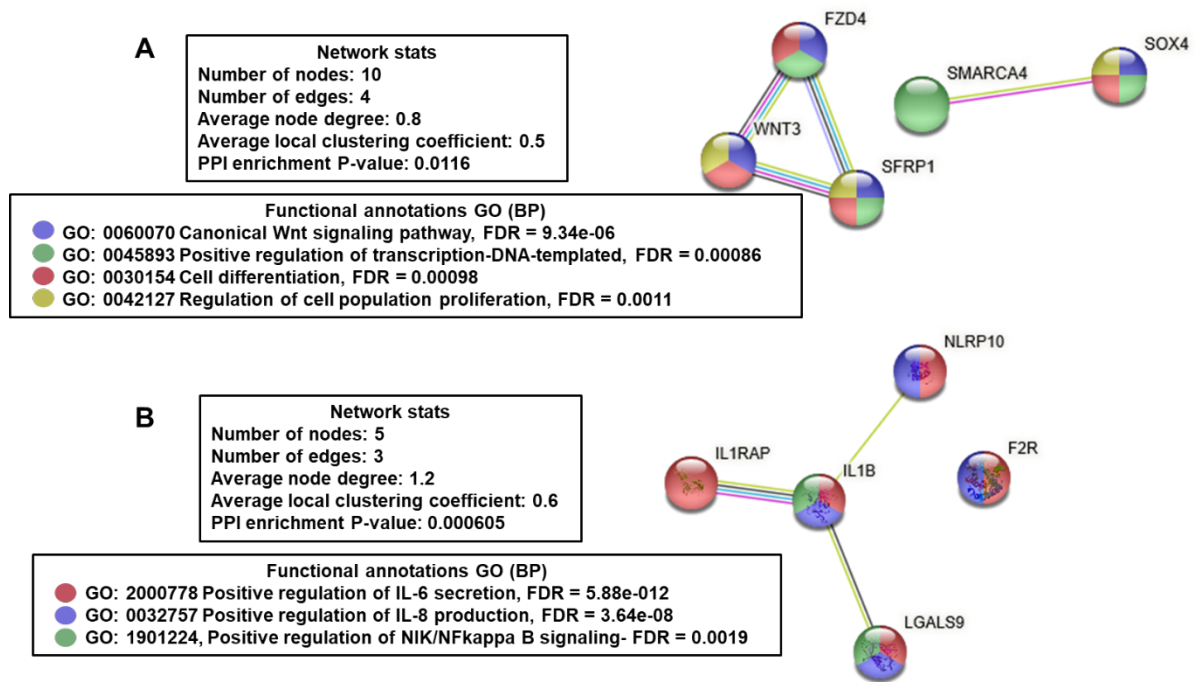 A
Network stats
Number of nodes: 10
Number of edges: 4
Average node degree: 0.8
Average local clustering coefficient: 0.5
PPI enrichment P-value: 0.0116
FZD4
SOX4
SMARCA4
WNT3
SFRP1
Functional annotations GO (BP)
GO: 0060070 Canonical Wnt signaling pathway, FDR = 9.34e-06
GO: 0045893 Positive regulation of transcription-DNA-templated, FDR = 0.00086
GO: 0030154 Cell differentiation, FDR = 0.00098
GO: 0042127 Regulation of cell population proliferation, FDR = 0.0011
B
Network stats
Number of nodes: 5
Number of edges: 3
Average node degree: 1.2
Average local clustering coefficient: 0.6
PPI enrichment P-value: 0.000605
NLRP10
IL1RAP
IL1B
F2R
LGALS9
Functional annotations GO (BP)
GO: 2000778 Positive regulation of IL-6 secretion, FDR = 5.88e-012
GO: 0032757 Positive regulation of IL-8 production, FDR = 3.64e-08
GO: 1901224, Positive regulation of NIK/NFkappa B signaling- FDR = 0.0019